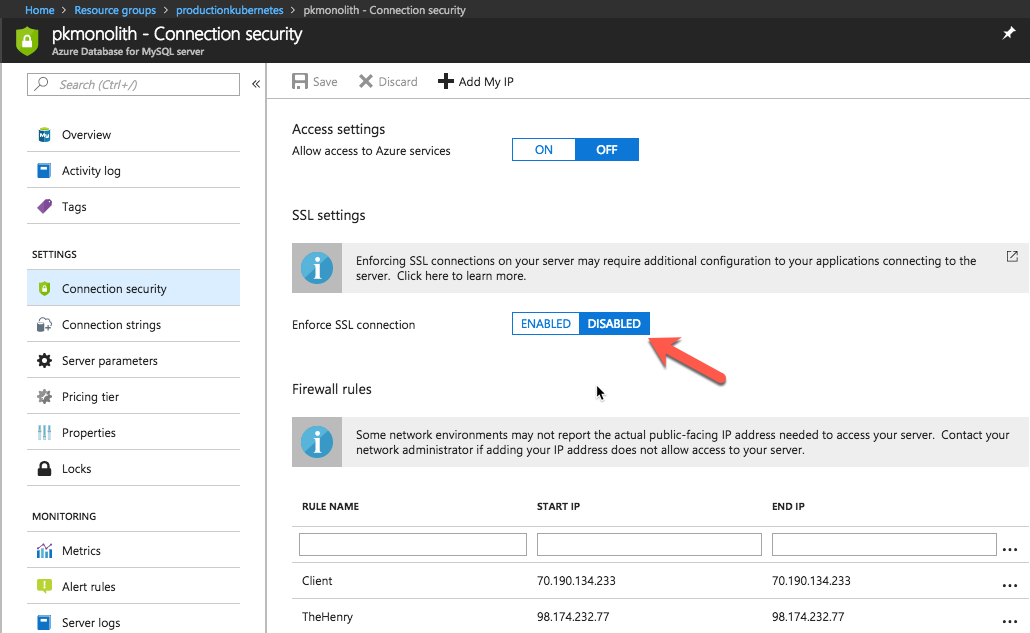 Home > Resource groups > productionkubernetes > pkmonolith - Connection security
pkmonolith - Connection security
Azure Database for MySQL server
Search (Ctrl+/)
«
Overview
Activity log
Tags
SETTINGS
Connection security
Connection strings
Server parameters
Pricing tier
Properties
Locks
MONITORING
Metrics
Alert rules
Server logs
Save Discard Add My IP
Access settings
Allow access to Azure services ON OFF
SSL settings
Enforcing SSL connections on your server may require additional configuration to your applications connecting to the
server. Click here to learn more.
Enforce SSL connection ENABLED DISABLED
Firewall rules
Some network environments may not report the actual public-facing IP address needed to access your server. Contact your
network administrator if adding your IP address does not allow access to your server.
RULE NAME START IP END IP
...
Client 70.190.134.233 70.190.134.233 ...
TheHenry 98.174.232.77 98.174.232.77 ...